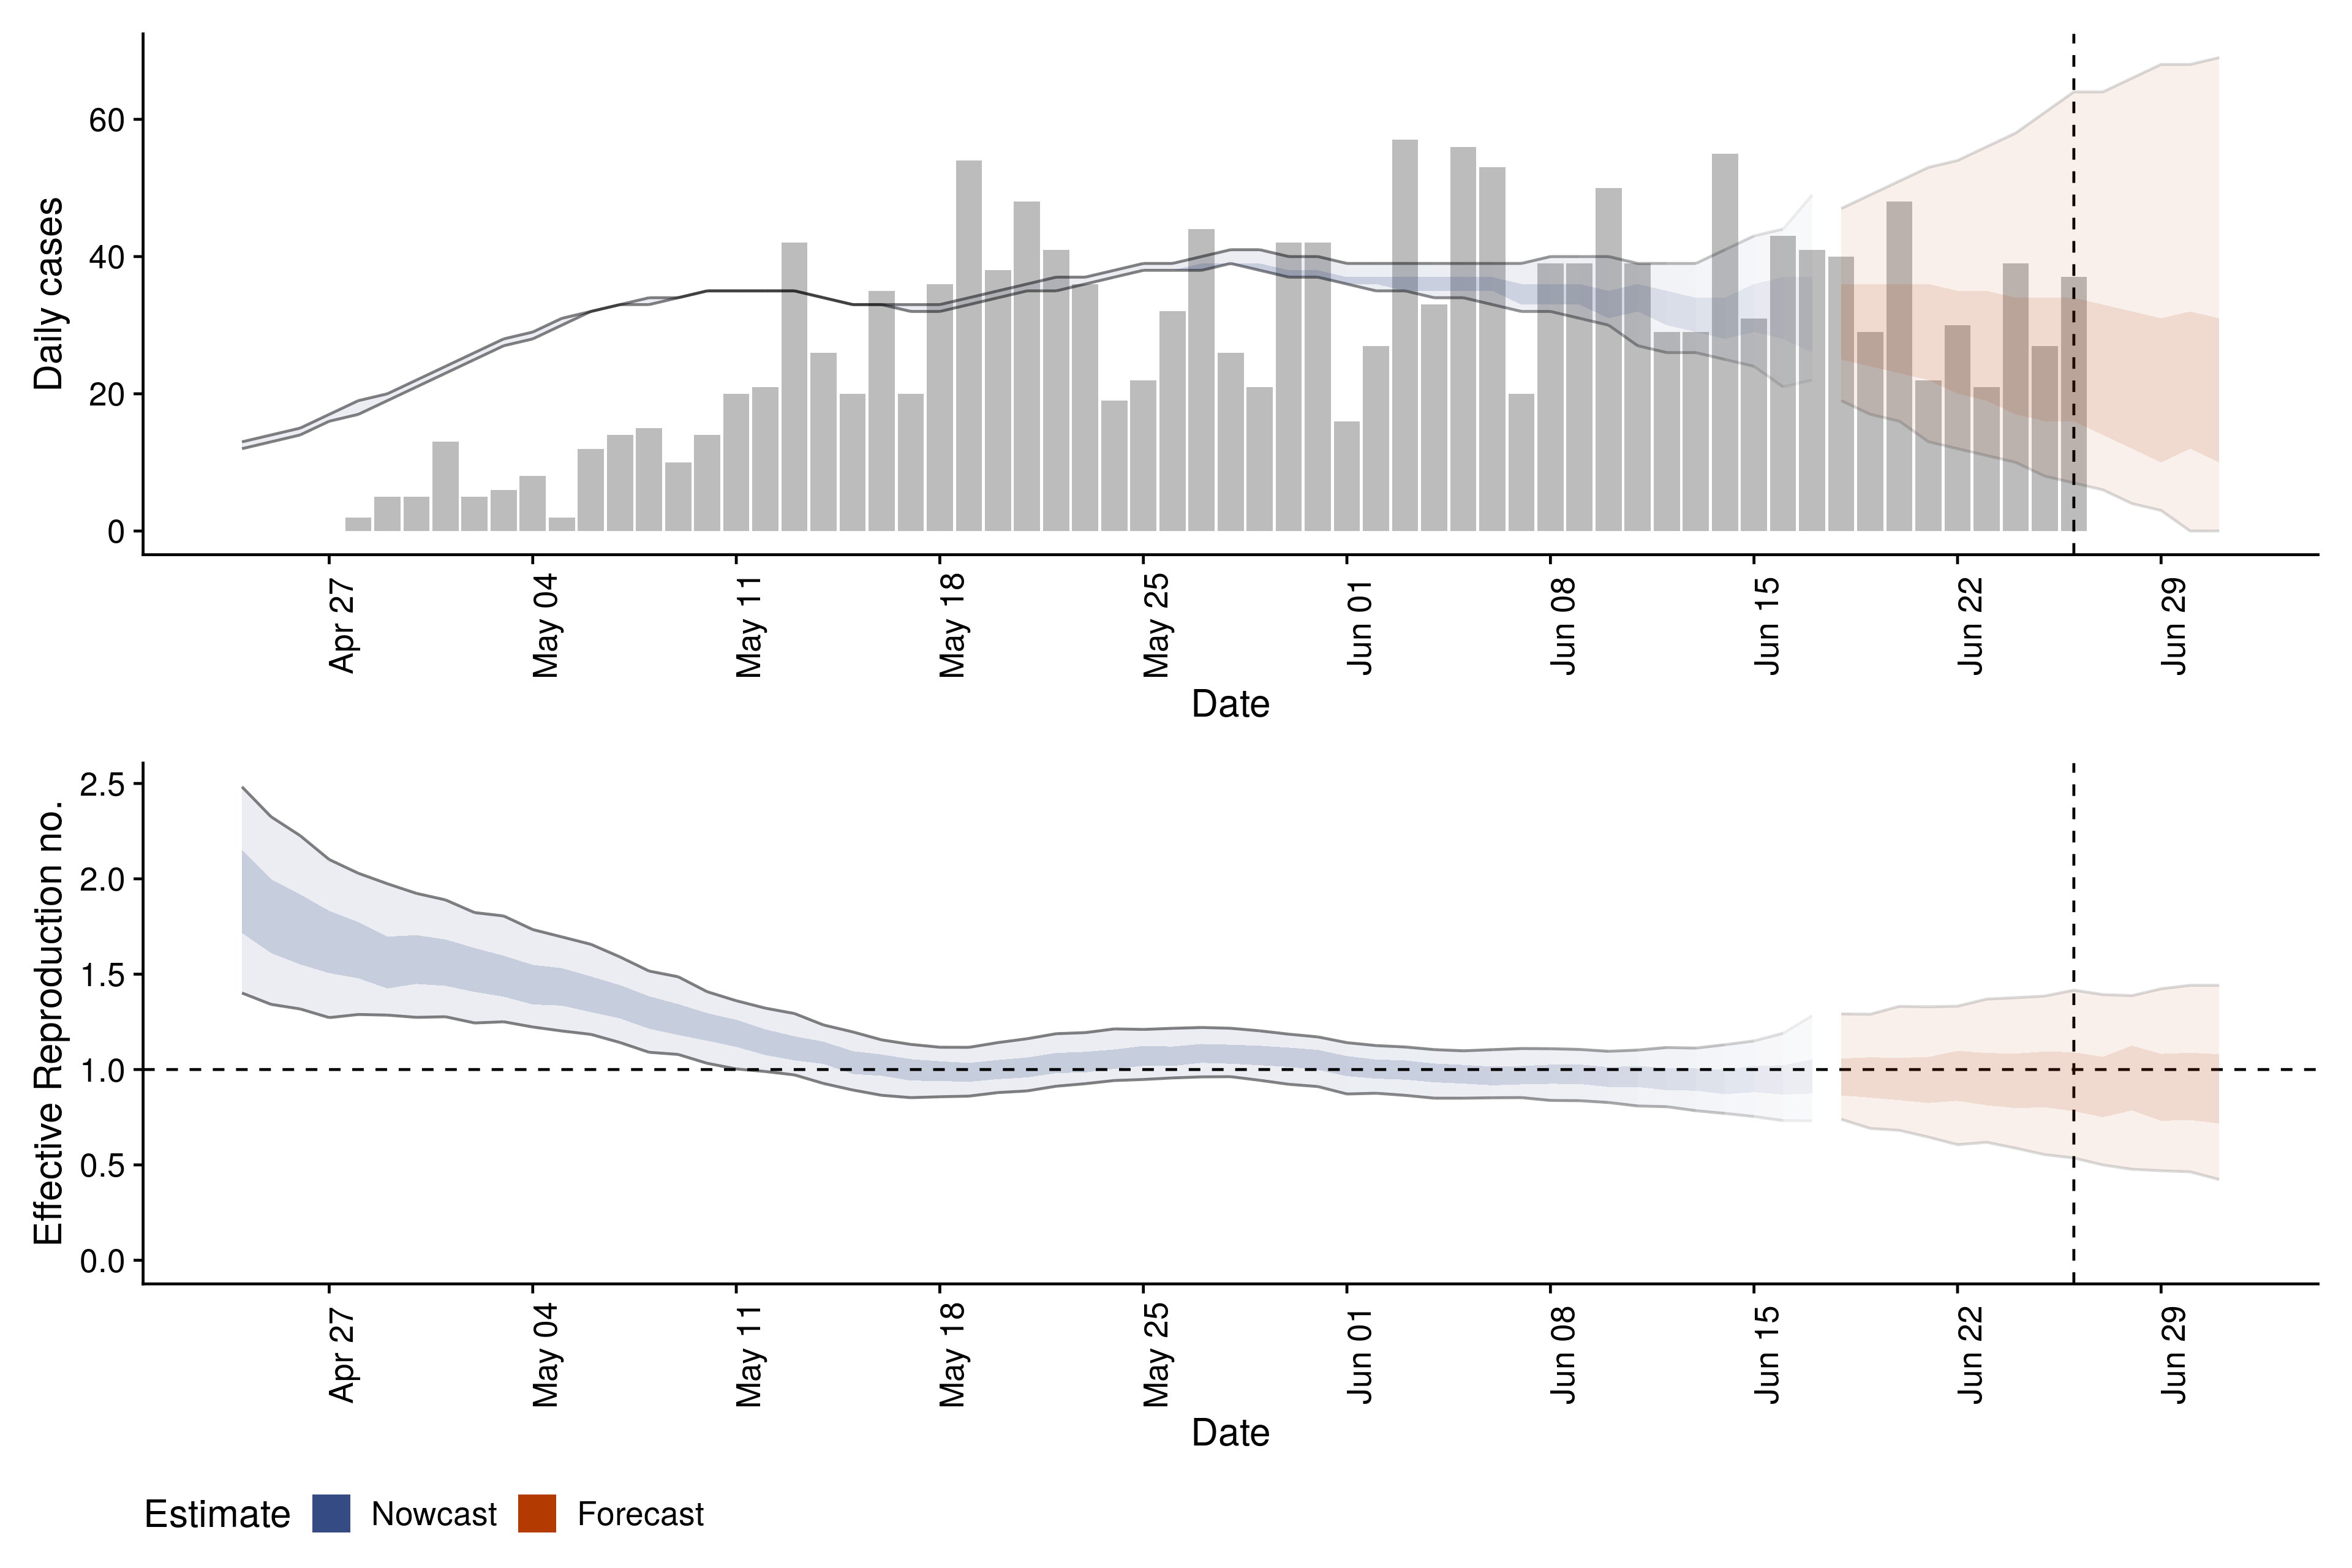 Daily cases
60
40
20
0
Apr 27
May 04
May 11
May 18
May 25
Jun 01
Jun 08
Jun 15
Jun 22
Jun 29
Date
Effective Reproduction no.
2.5
2.0
1.5
1.0
0.5
0.0
Apr 27
May 04
May 11
May 18
May 25
Jun 01
Jun 08
Jun 15
Jun 22
Jun 29
Date
Estimate Nowcast Forecast